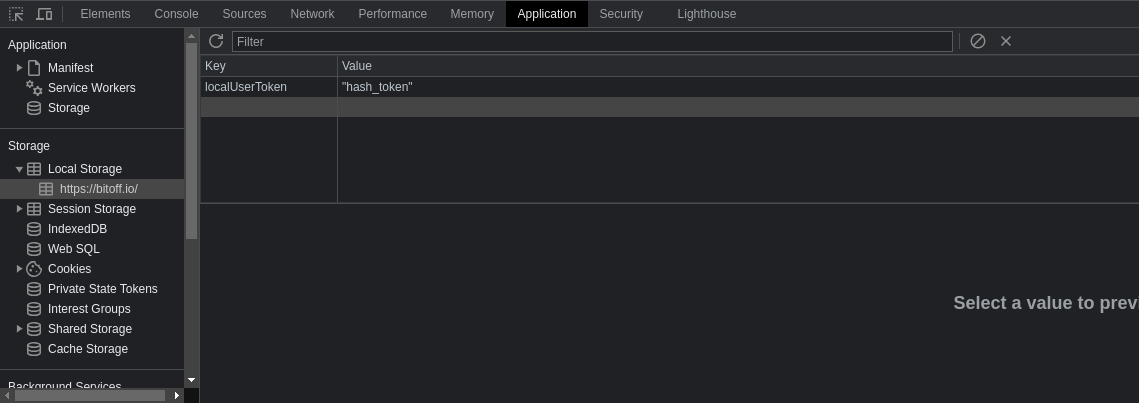 Elements Console Sources Network Performance Memory Application Security Lighthouse
Application
Manifest
Service Workers
Storage
Storage
Local Storage
https://bitoff.io/
Session Storage
IndexedDB
Web SQL
Cookies
Private State Tokens
Interest Groups
Shared Storage
Cache Storage
Background Services
Filter
Key Value
localUserToken "hash_token"
Select a value to previ